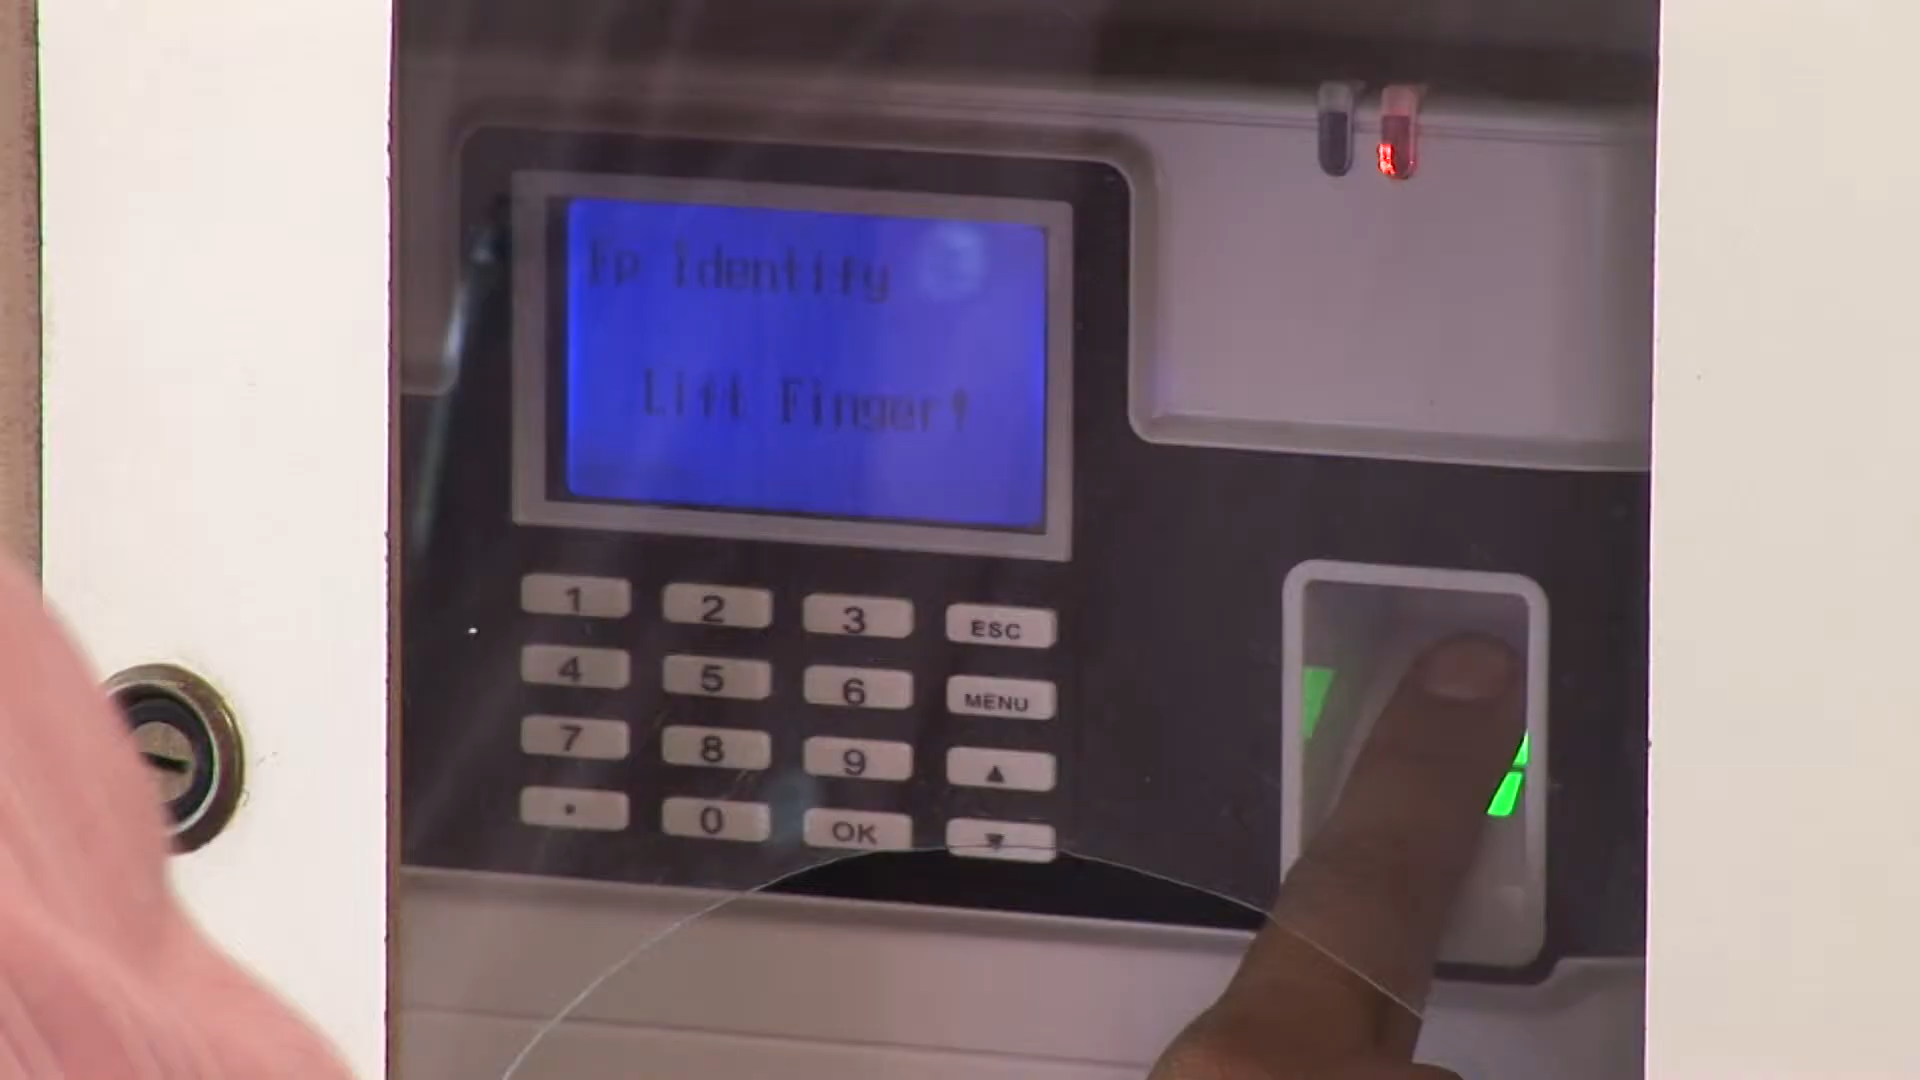 Fp Identify
Lift Finger!
1 2 3 ESC
4 5 6 MENU
7 8 9 ▲
• 0 OK ▼